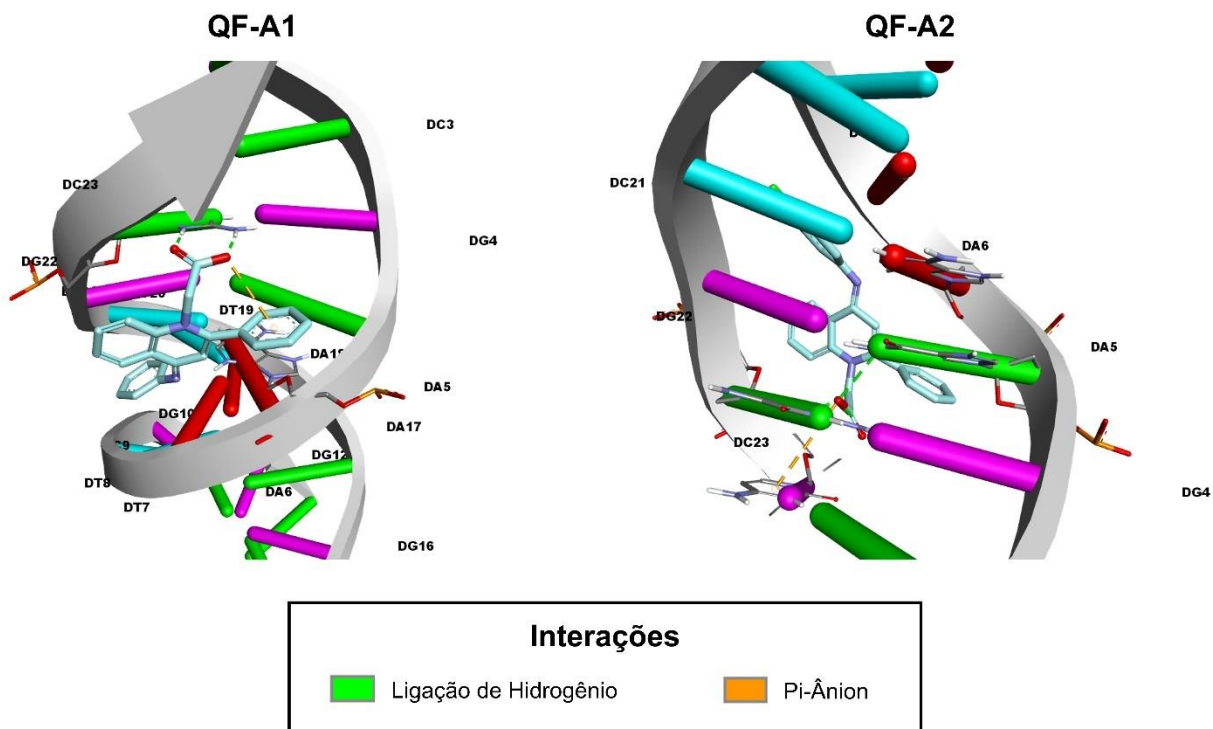 QF-A1
QF-A2
DC3
DC23
DG4
DG22
DT19
DA18
DA5
DG10
DA17
DG12
DT8
DA6
DT7
DG16
DC21
DA6
DG22
DA5
DC23
DG4
Interações
Ligação de Hidrogênio
Pi-Ânion